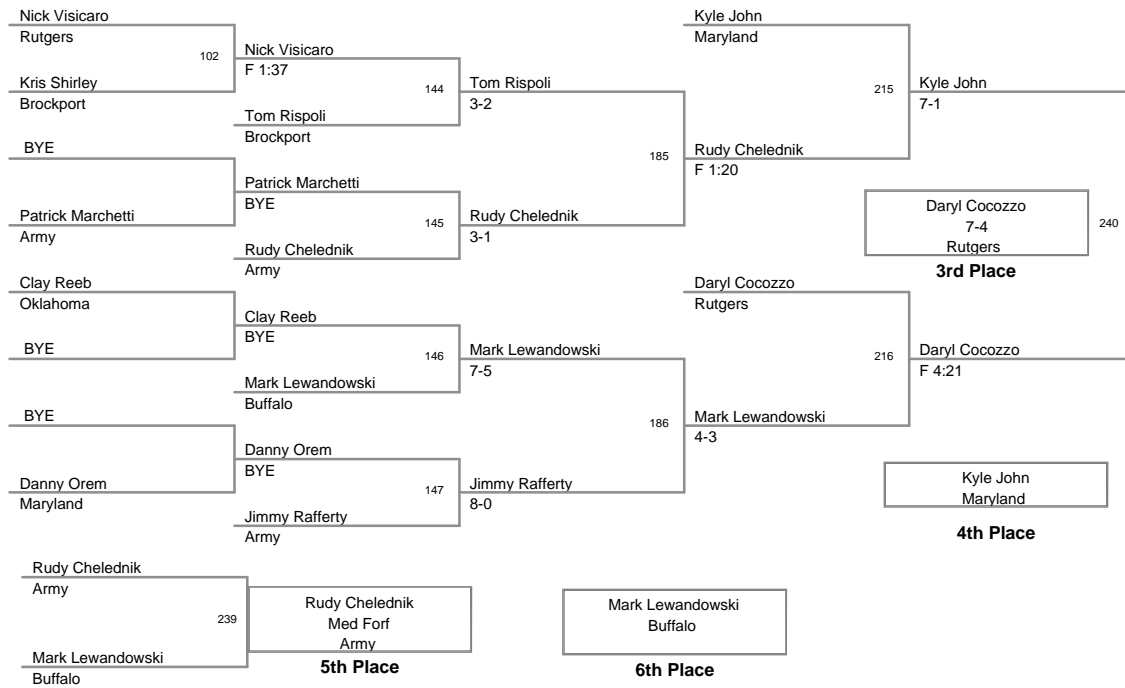 Nick Visicaro
Rutgers
102
Kris Shirley
Brockport
BYE
Patrick Marchetti
Army
Clay Reeb
Oklahoma
BYE
BYE
Danny Orem
Maryland
Nick Visicaro
F 1:37
144
Tom Rispoli
Brockport
Patrick Marchetti
BYE
145
Rudy Chelednik
Army
Clay Reeb
BYE
146
Mark Lewandowski
Buffalo
Danny Orem
BYE
147
Jimmy Rafferty
Army
Tom Rispoli
3-2
185
Rudy Chelednik
3-1
Mark Lewandowski
7-5
186
Jimmy Rafferty
8-0
Kyle John
Maryland
215
Rudy Chelednik
F 1:20
Daryl Cocozzo
Rutgers
216
Mark Lewandowski
4-3
Kyle John
7-1
Daryl Cocozzo
7-4
Rutgers
240
3rd Place
Daryl Cocozzo
F 4:21
Kyle John
Maryland
4th Place
Rudy Chelednik
Army
239
Mark Lewandowski
Buffalo
Rudy Chelednik
Med Forf
Army
5th Place
Mark Lewandowski
Buffalo
6th Place